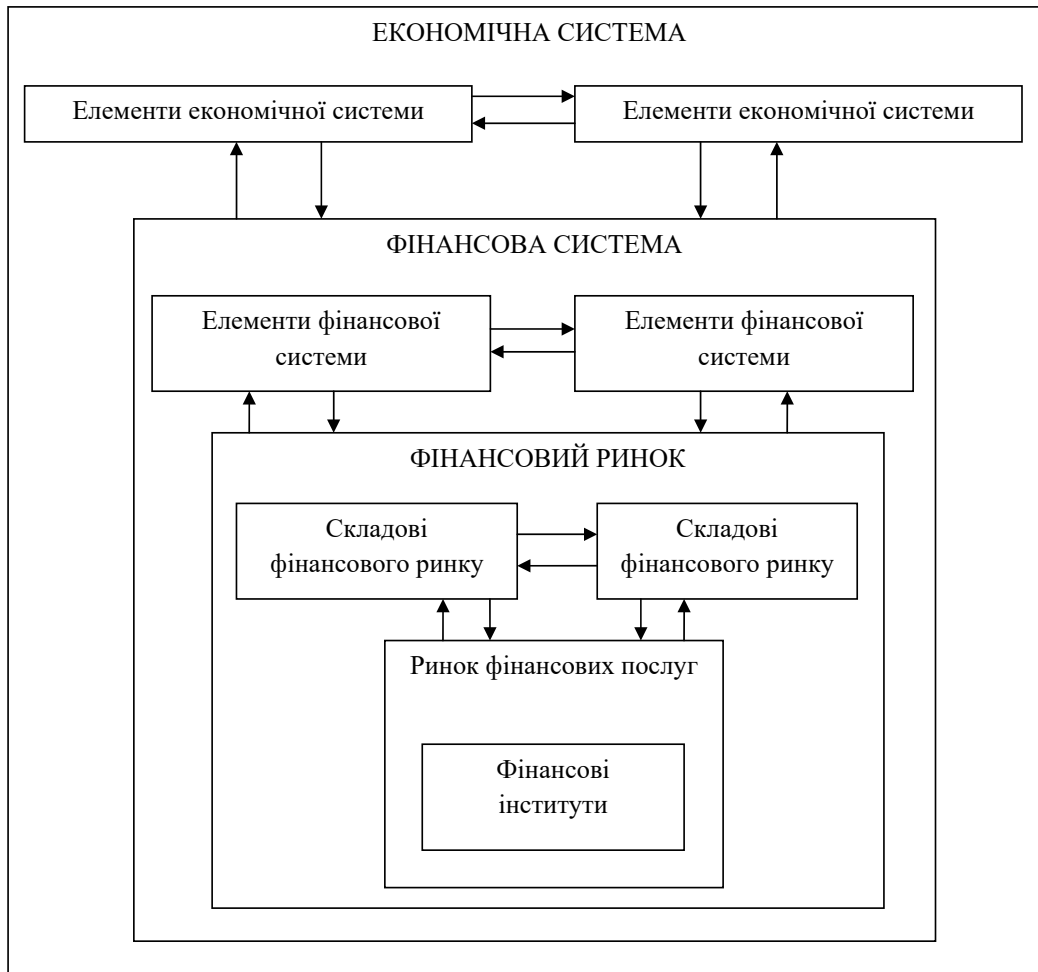 ЕКОНОМІЧНА СИСТЕМА
Елементи економічної системи
Елементи економічної системи
ФІНАНСОВА СИСТЕМА
Елементи фінансової
системи
Елементи фінансової
системи
ФІНАНСОВИЙ РИНОК
Складові
фінансового ринку
Складові
фінансового ринку
Ринок фінансових послуг
Фінансові
інститути